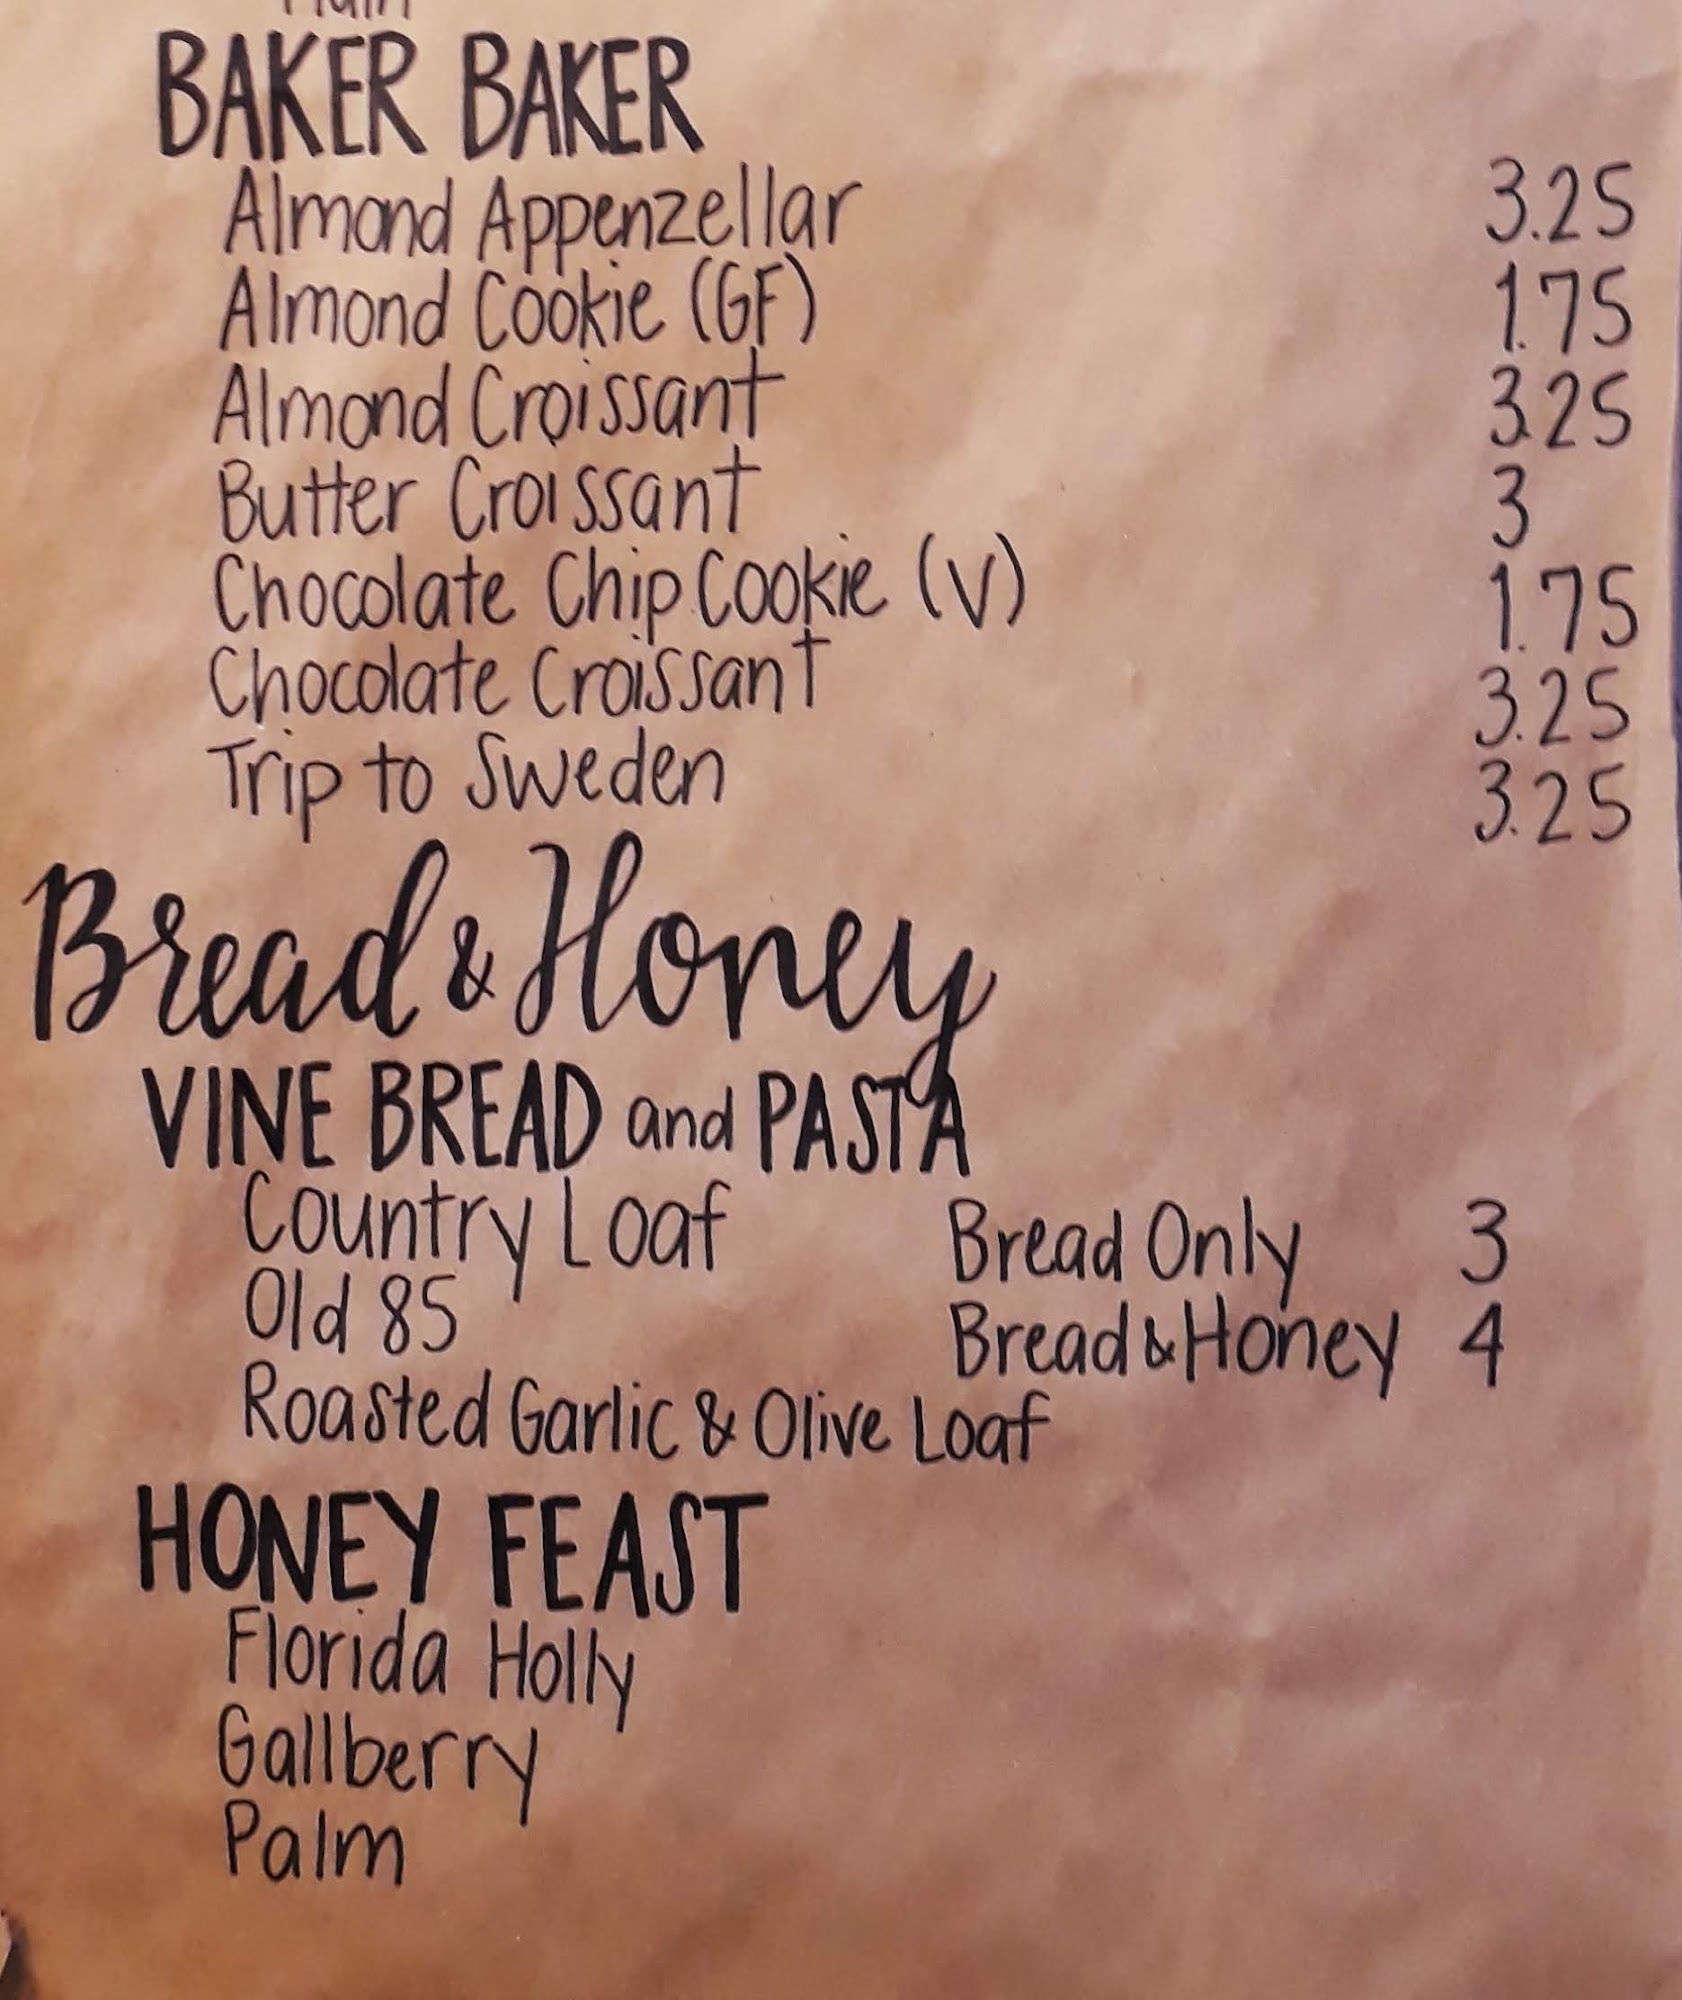 Plain
BAKER BAKER
Almond Appenzellar 3.25
Almond Cookie (GF) 1.75
Almond Croissant 3.25
Butter Croissant 3
Chocolate Chip Cookie (V) 1.75
Chocolate Croissant 3.25
Trip to Sweden 3.25
Bread & Honey
VINE BREAD and PASTA
Country Loaf Bread Only 3
Old 85 Bread & Honey 4
Roasted Garlic & Olive Loaf
HONEY FEAST
Florida Holly
Gallberry
Palm